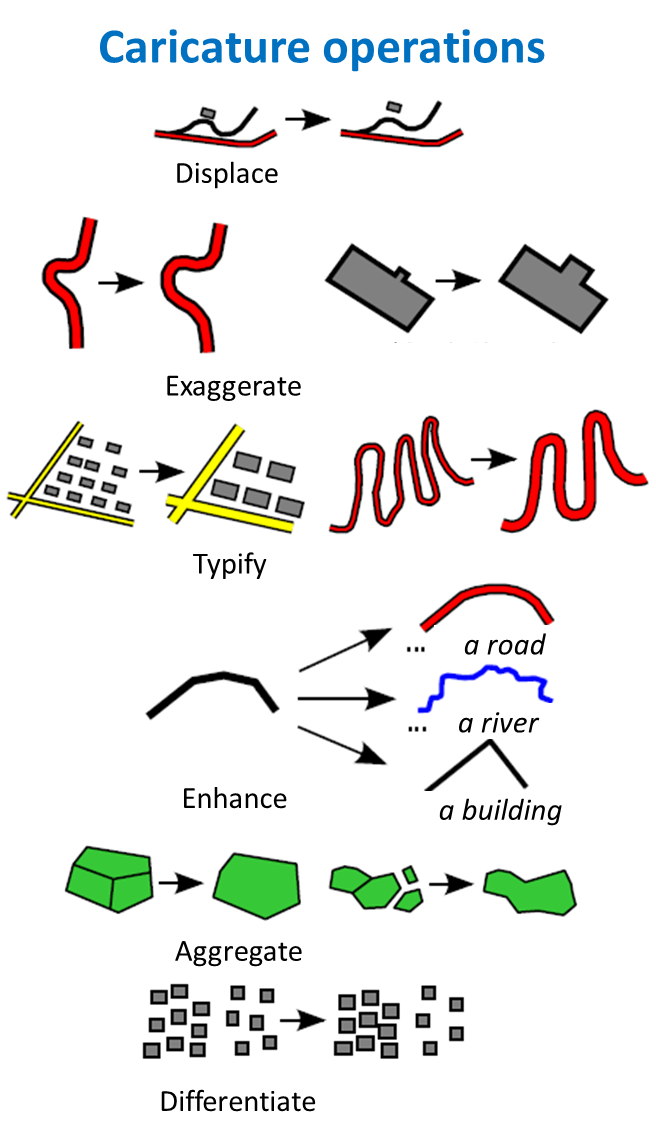 Caricature operations
Displace
Exaggerate
Typify
... a road
... a river
Enhance
a building
Aggregate
Differentiate